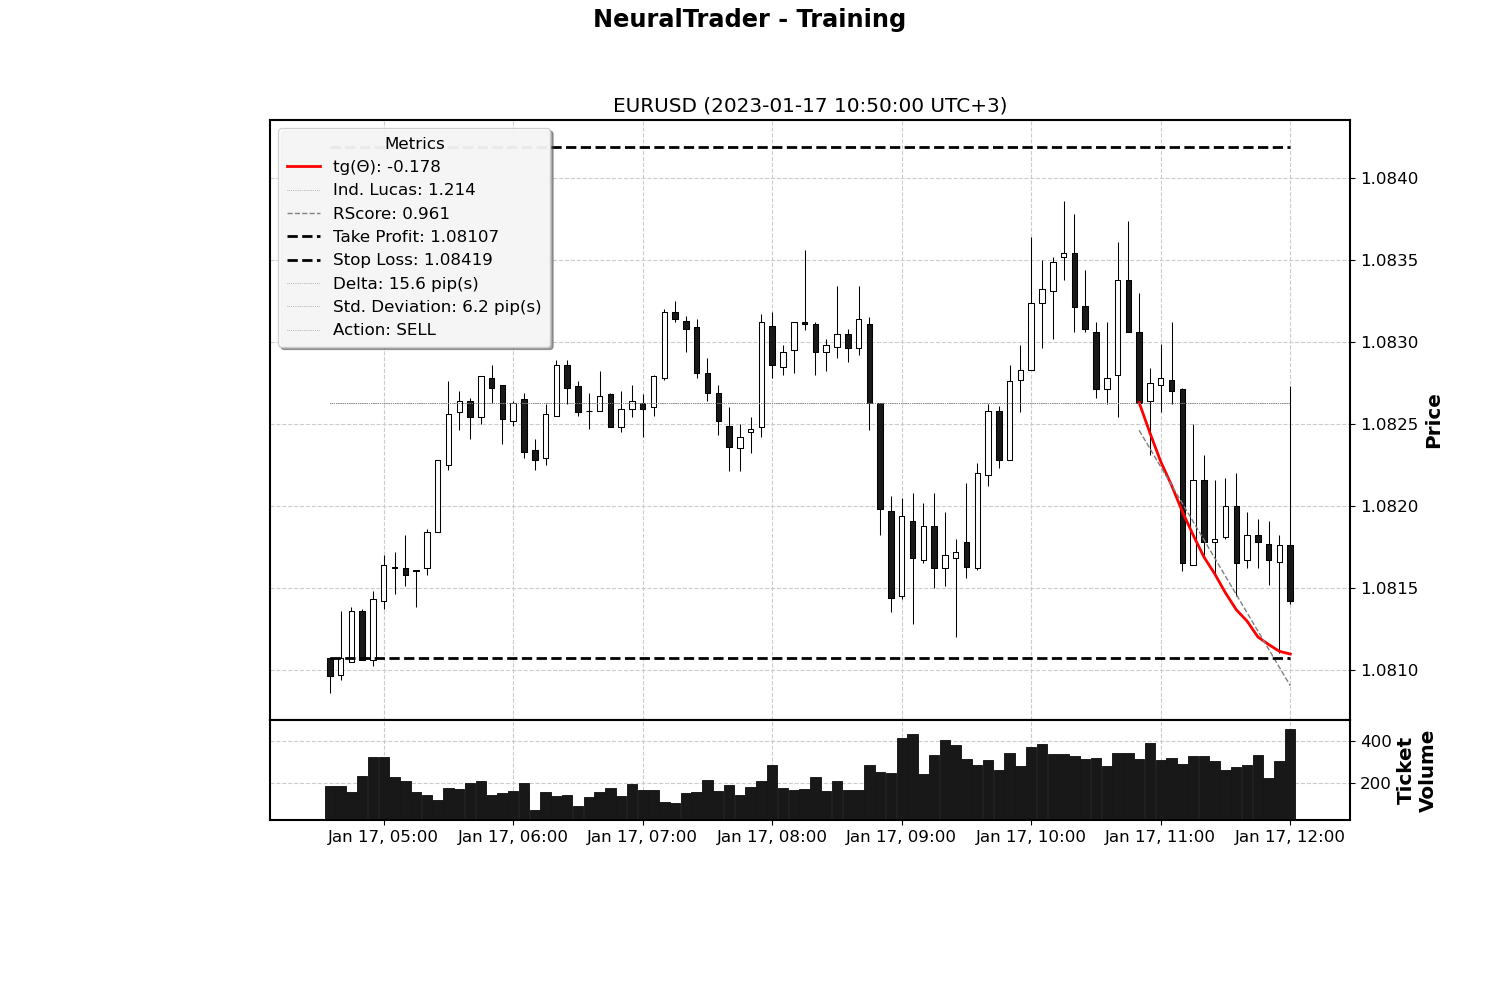 NeuralTrader - Training
EURUSD (2023-01-17 10:50:00 UTC+3)
Metrics
tg(Θ): -0.178
Ind. Lucas: 1.214
RScore: 0.961
Take Profit: 1.08107
Stop Loss: 1.08419
Delta: 15.6 pip(s)
Std. Deviation: 6.2 pip(s)
Action: SELL
1.0840
1.0835
1.0830
1.0825
1.0820
1.0815
1.0810
Price
400
200
Ticket
Volume
Jan 17, 05:00 Jan 17, 06:00 Jan 17, 07:00 Jan 17, 08:00 Jan 17, 09:00 Jan 17, 10:00 Jan 17, 11:00 Jan 17, 12:00